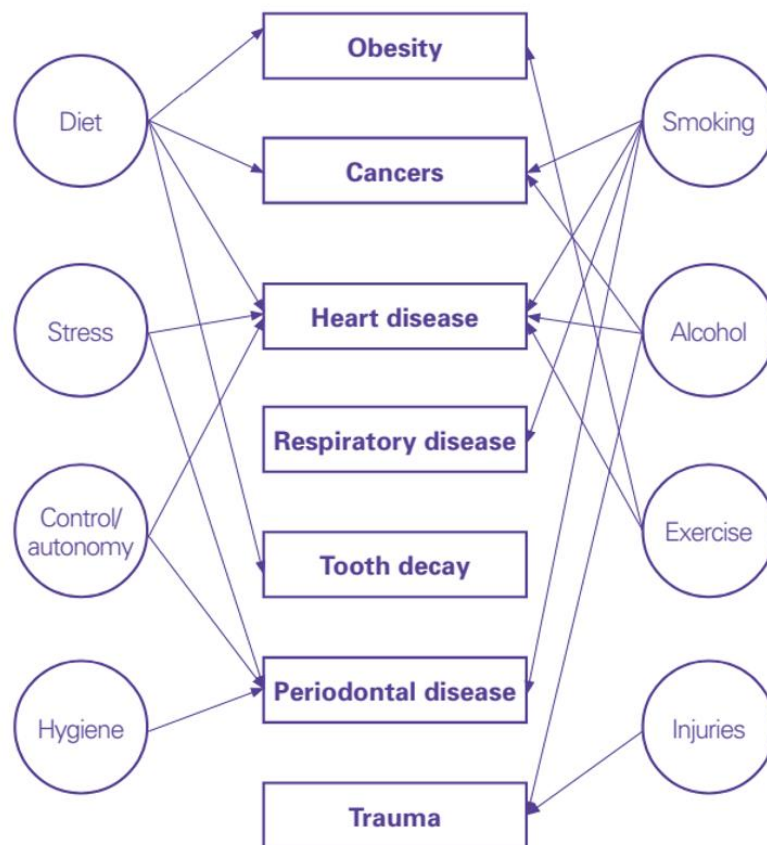 Obesity
Diet
Smoking
Cancers
Heart disease
Stress
Alcohol
Respiratory disease
Control/
autonomy
Exercise
Tooth decay
Periodontal disease
Hygiene
Injuries
Trauma